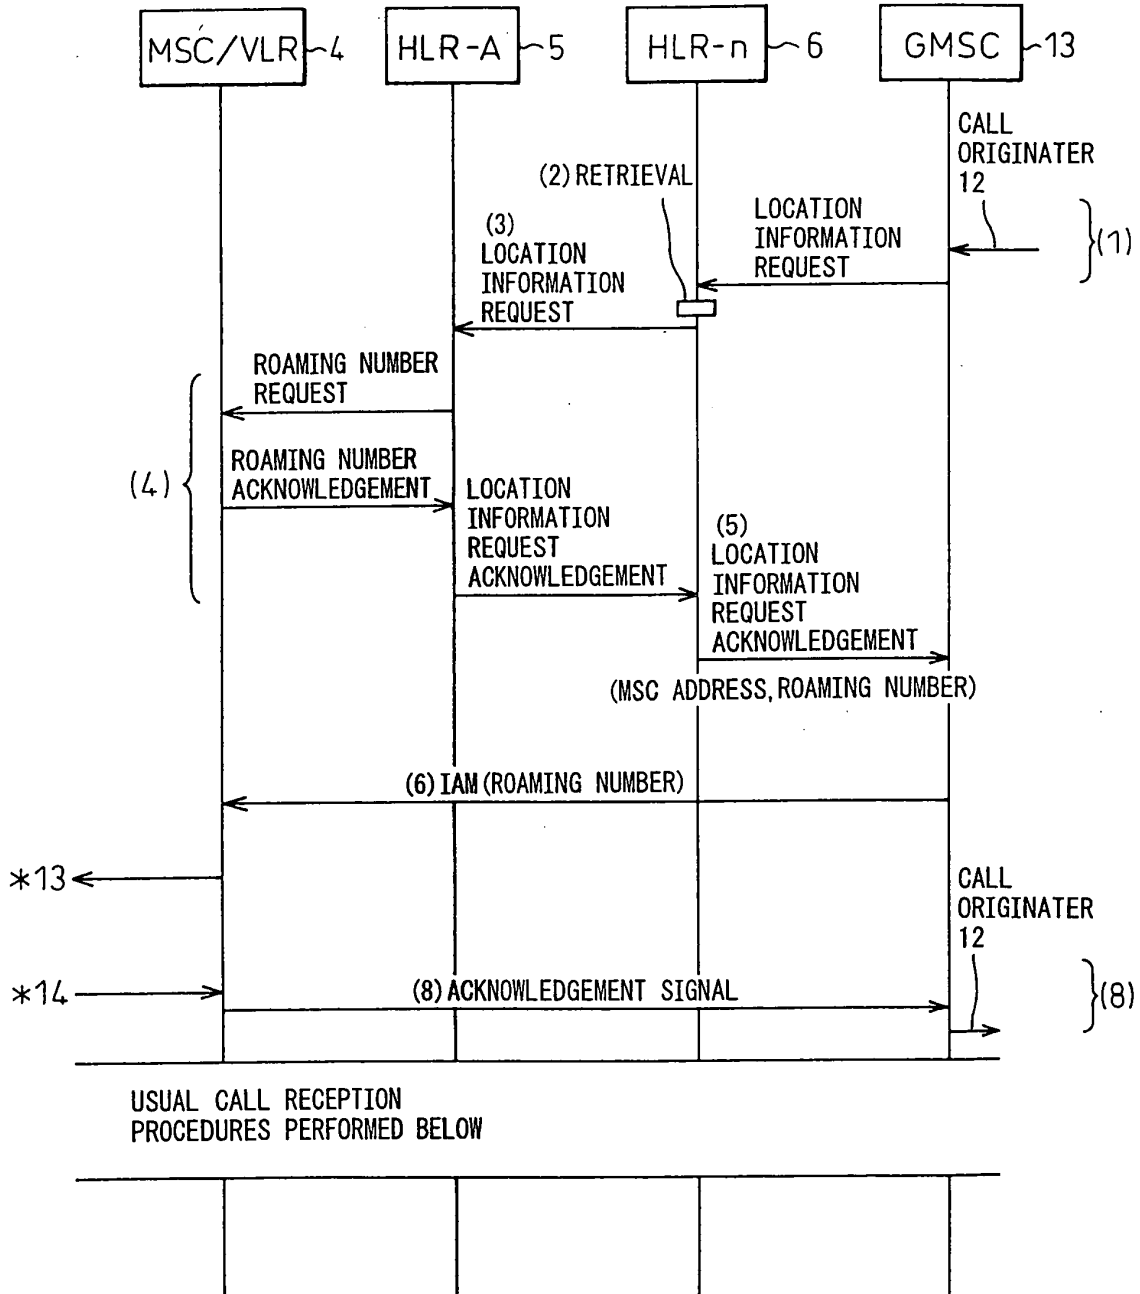 MSC/VLR 4
HLR-A 5
HLR-n 6
GMSC 13
CALL
ORIGINATER
12
(1)
(2) RETRIEVAL
LOCATION
INFORMATION
REQUEST
(3)
LOCATION
INFORMATION
REQUEST
ROAMING NUMBER
REQUEST
(4)
ROAMING NUMBER
ACKNOWLEDGEMENT
LOCATION
INFORMATION
REQUEST
ACKNOWLEDGEMENT
(5)
LOCATION
INFORMATION
REQUEST
ACKNOWLEDGEMENT
(MSC ADDRESS, ROAMING NUMBER)
(6) IAM (ROAMING NUMBER)
*13
CALL
ORIGINATER
12
*14
(8) ACKNOWLEDGEMENT SIGNAL
(8)
USUAL CALL RECEPTION
PROCEDURES PERFORMED BELOW